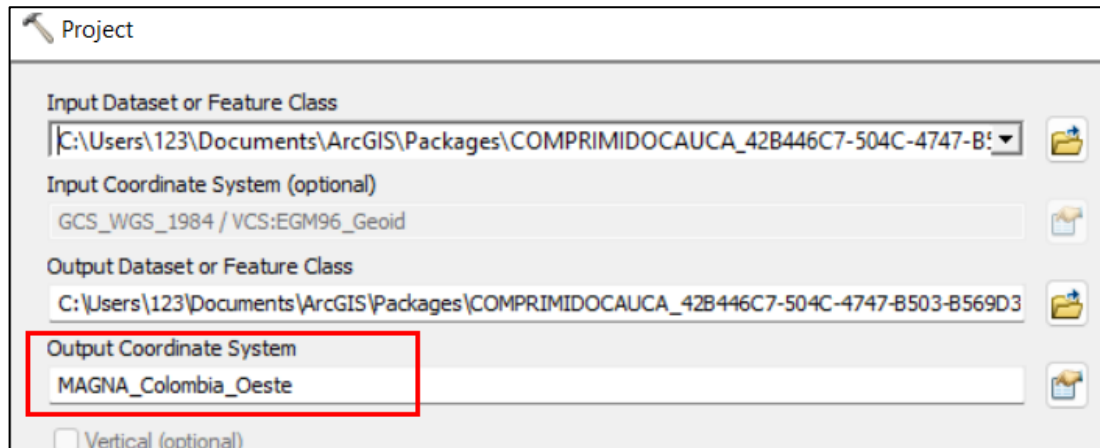 Project
Input Dataset or Feature Class
C:\Users\123\Documents\ArcGIS\Packages\COMPRIMIDOCAUCA_42B446C7-504C-4747-B5
Input Coordinate System (optional)
GCS_WGS_1984 / VCS:EGM96_Geoid
Output Dataset or Feature Class
C:\Users\123\Documents\ArcGIS\Packages\COMPRIMIDOCAUCA_42B446C7-504C-4747-B503-B569D3
Output Coordinate System
MAGNA_Colombia_Oeste
Vertical (optional)